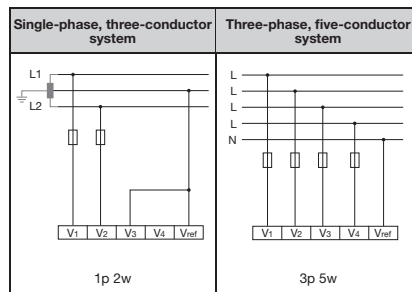 Single-phase, three-conductor
system
L1
L2
V1 V2 V3 V4 Vref
1p 2w
Three-phase, five-conductor
system
L
L
L
L
N
V1 V2 V3 V4 Vref
3p 5w